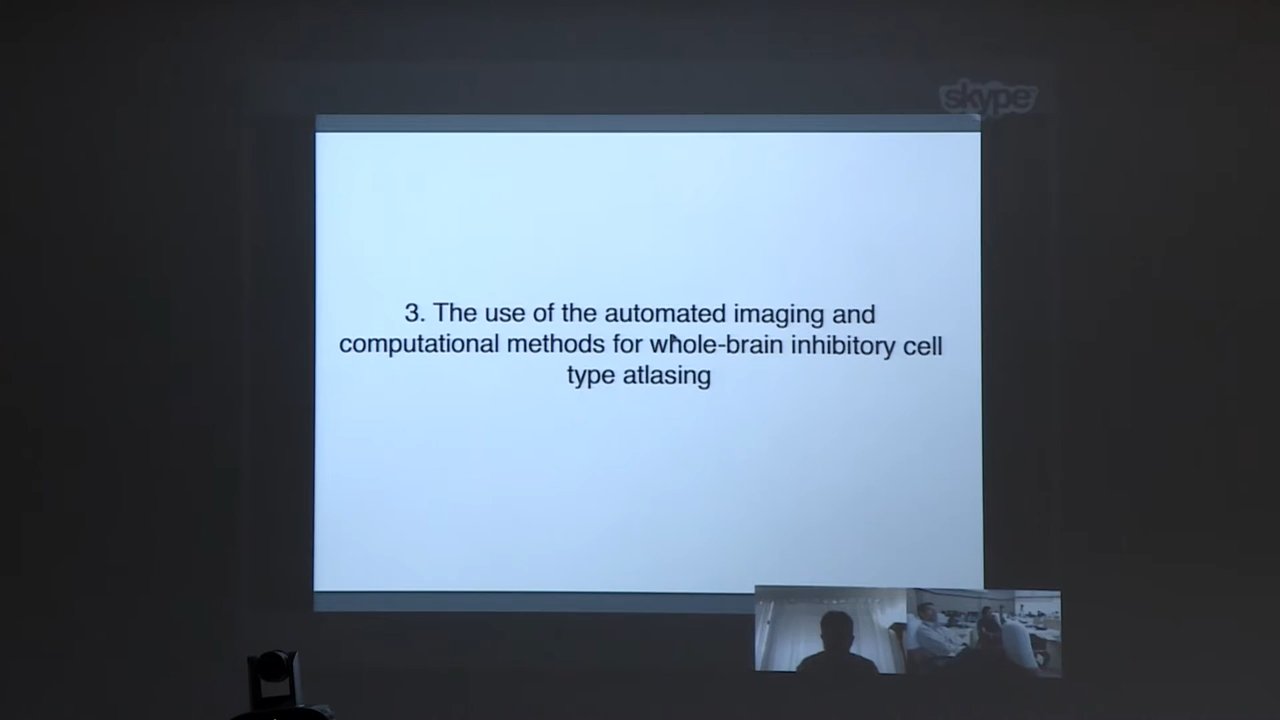 skype
3. The use of the automated imaging and
computational methods for whole-brain inhibitory cell
type atlasing